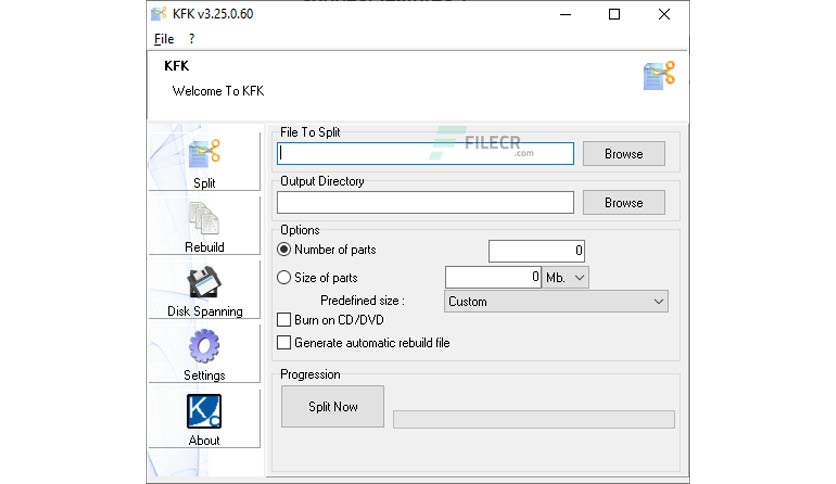 KFK v3.25.0.60
File ?
KFK
Welcome To KFK
Split
Rebuild
Disk Spanning
Settings
K
About
File To Split
FILECR
.com
Browse
Output Directory
Browse
Options
Number of parts 0
Size of parts 0 Mb.
Predefined size : Custom
Burn on CD/DVD
Generate automatic rebuild file
Progression
Split Now